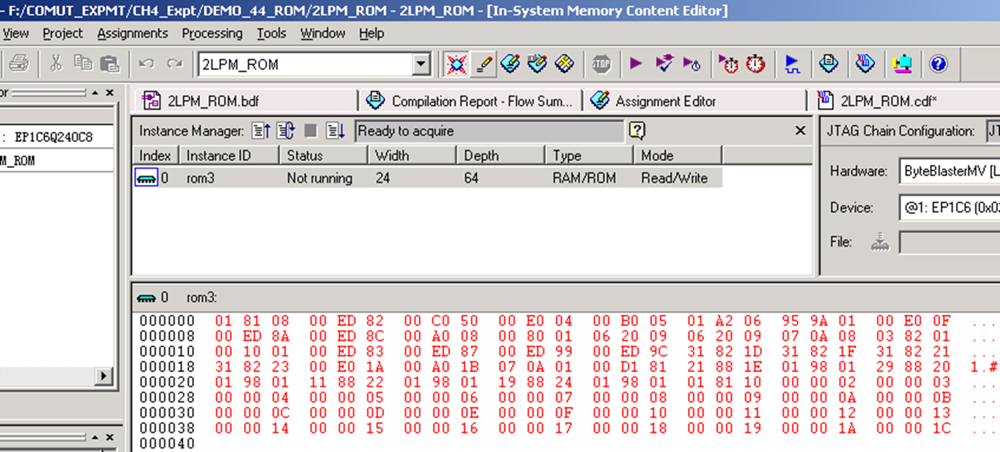 - F:/COMUT_EXPMT/CH4_Expt/DEMO_44_ROM/2LPM_ROM - 2LPM_ROM - [In-System Memory Content Editor]
View Project Assignments Processing Tools Window Help
2LPM_ROM
STOP
or
: EP1C6Q240C8
M_ROM
2LPM_ROM.bdf
Compilation Report - Flow Sum...
Assignment Editor
2LPM_ROM.cdf*
Instance Manager: Ready to acquire
Index Instance ID Status Width Depth Type Mode
0 rom3 Not running 24 64 RAM/ROM Read/Write
JTAG Chain Configuration: JT
Hardware: ByteBlasterMV [L
Device: @1: EP1C6 (0x02
File:
0 rom3:
000000 01 81 08 00 ED 82 00 C0 50 00 E0 04 00 B0 05 01 A2 06 95 9A 01 00 E0 0F ...
000008 00 ED 8A 00 ED 8C 00 A0 08 00 80 01 06 20 09 06 20 09 07 0A 08 03 82 01 ...
000010 00 10 01 00 ED 83 00 ED 87 00 ED 99 00 ED 9C 31 82 1D 31 82 1F 31 82 21 ...
000018 31 82 23 00 E0 1A 00 A0 1B 07 0A 01 00 D1 81 21 88 1E 01 98 01 29 88 20 1.#
000020 01 98 01 11 88 22 01 98 01 19 88 24 01 98 01 01 81 10 00 00 02 00 00 03 ...
000028 00 00 04 00 00 05 00 00 06 00 00 07 00 00 08 00 00 09 00 00 0A 00 00 0B ...
000030 00 00 0C 00 00 0D 00 00 0E 00 00 0F 00 00 10 00 00 11 00 00 12 00 00 13 ...
000038 00 00 14 00 00 15 00 00 16 00 00 17 00 00 18 00 00 19 00 00 1A 00 00 1C ...
000040